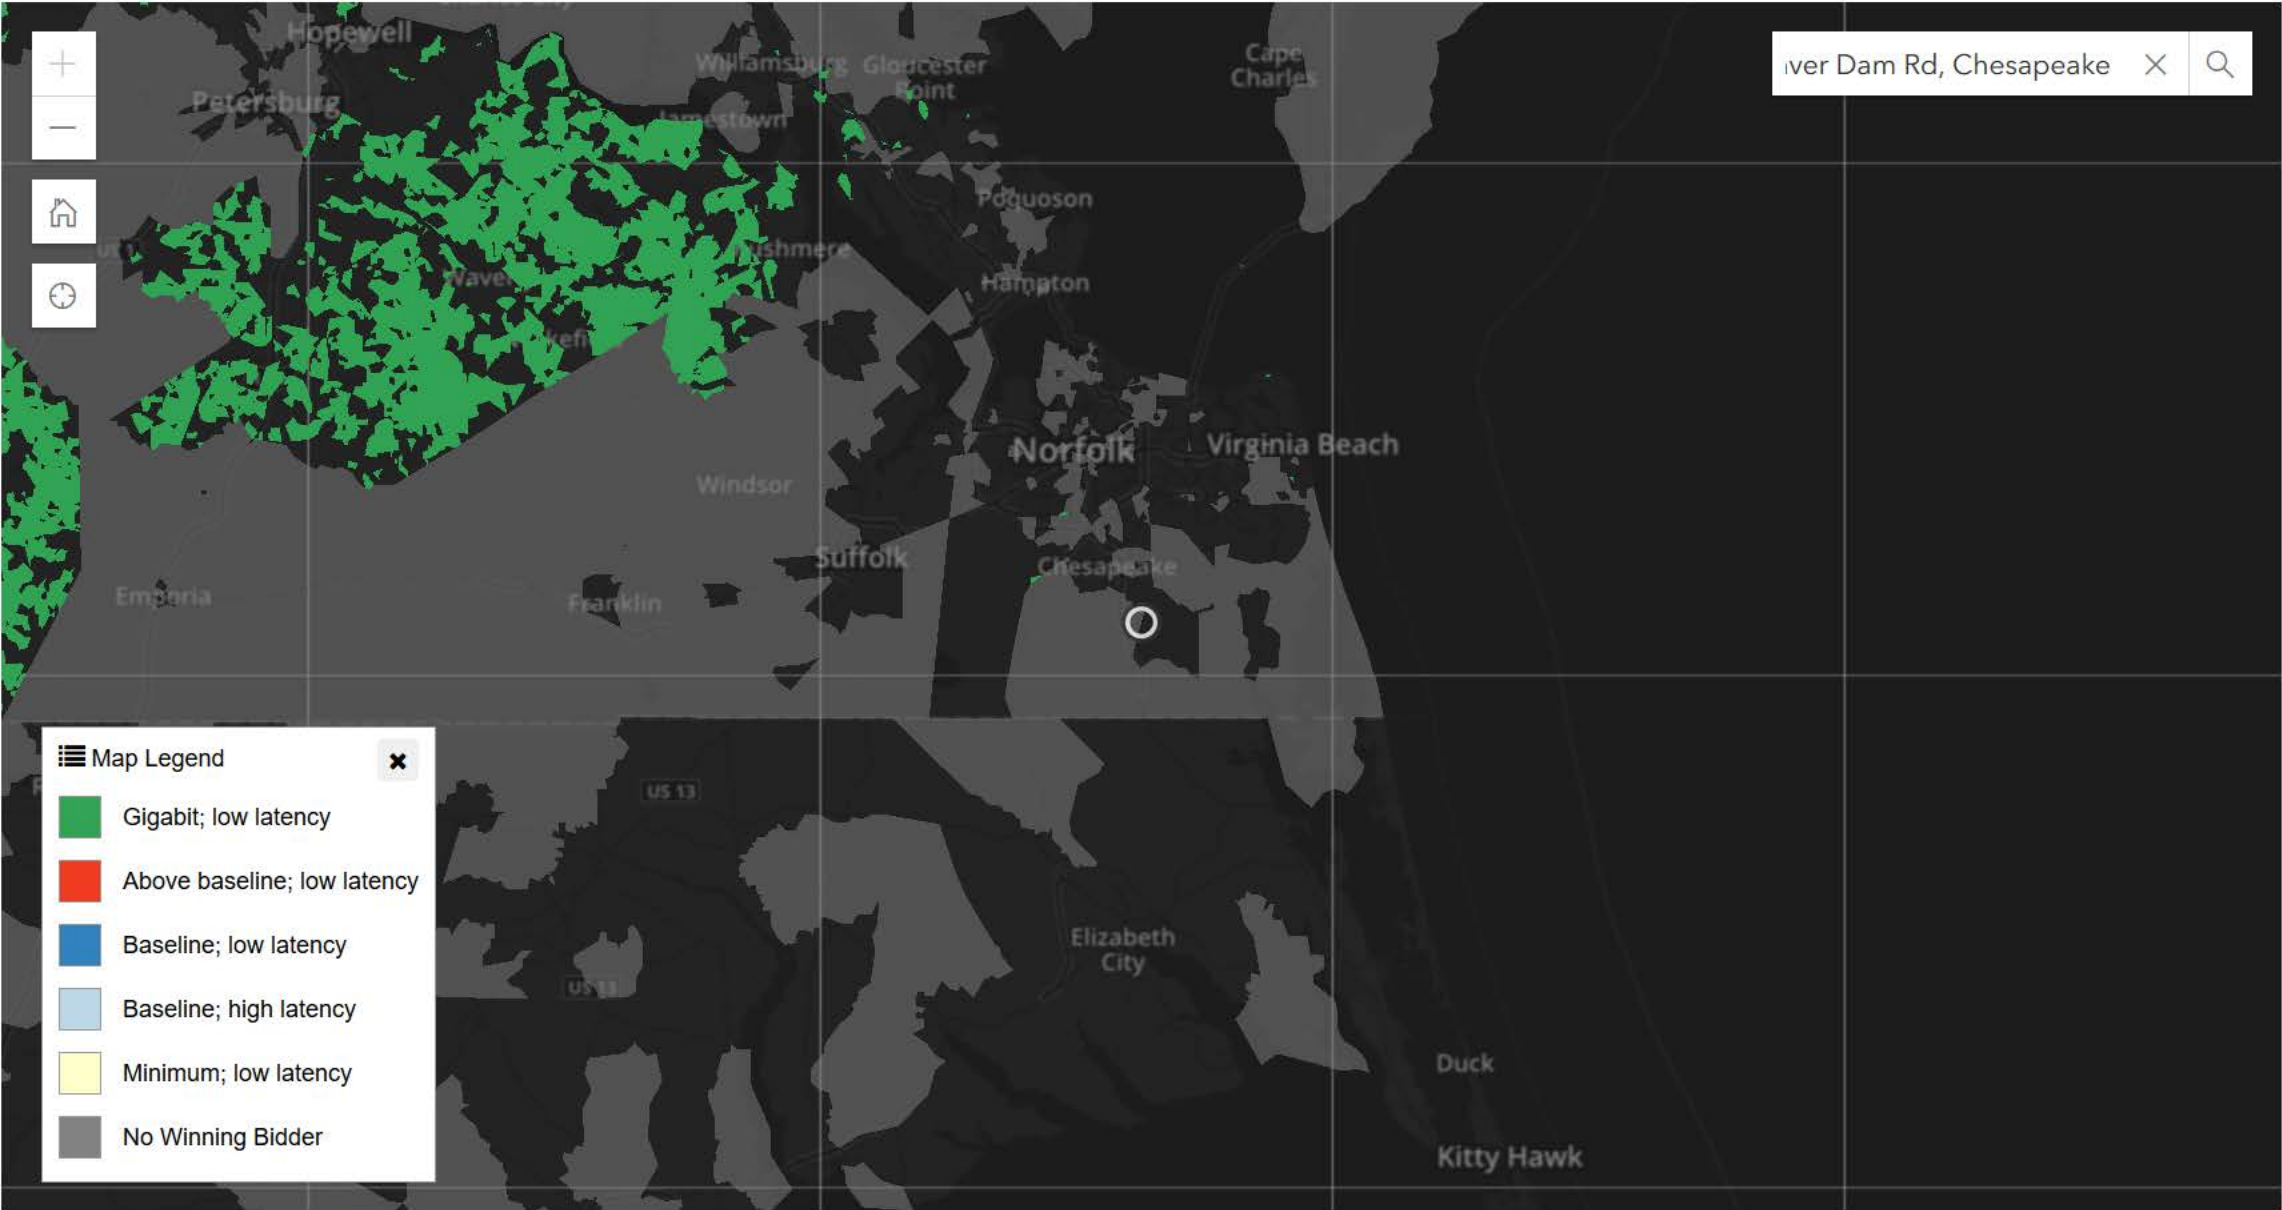 Hopewell
Petersburg
Williamsburg
Gloucester
Point
Jamestown
Cape
Charles
ver Dam Rd, Chesapeake
Poquoson
Hampton
Norfolk
Virginia Beach
Windsor
Suffolk
Chesapeake
Emporia
Franklin
Map Legend
Gigabit; low latency
Above baseline; low latency
Baseline; low latency
Baseline; high latency
Minimum; low latency
No Winning Bidder
US 13
US 13
Elizabeth
City
Duck
Kitty Hawk